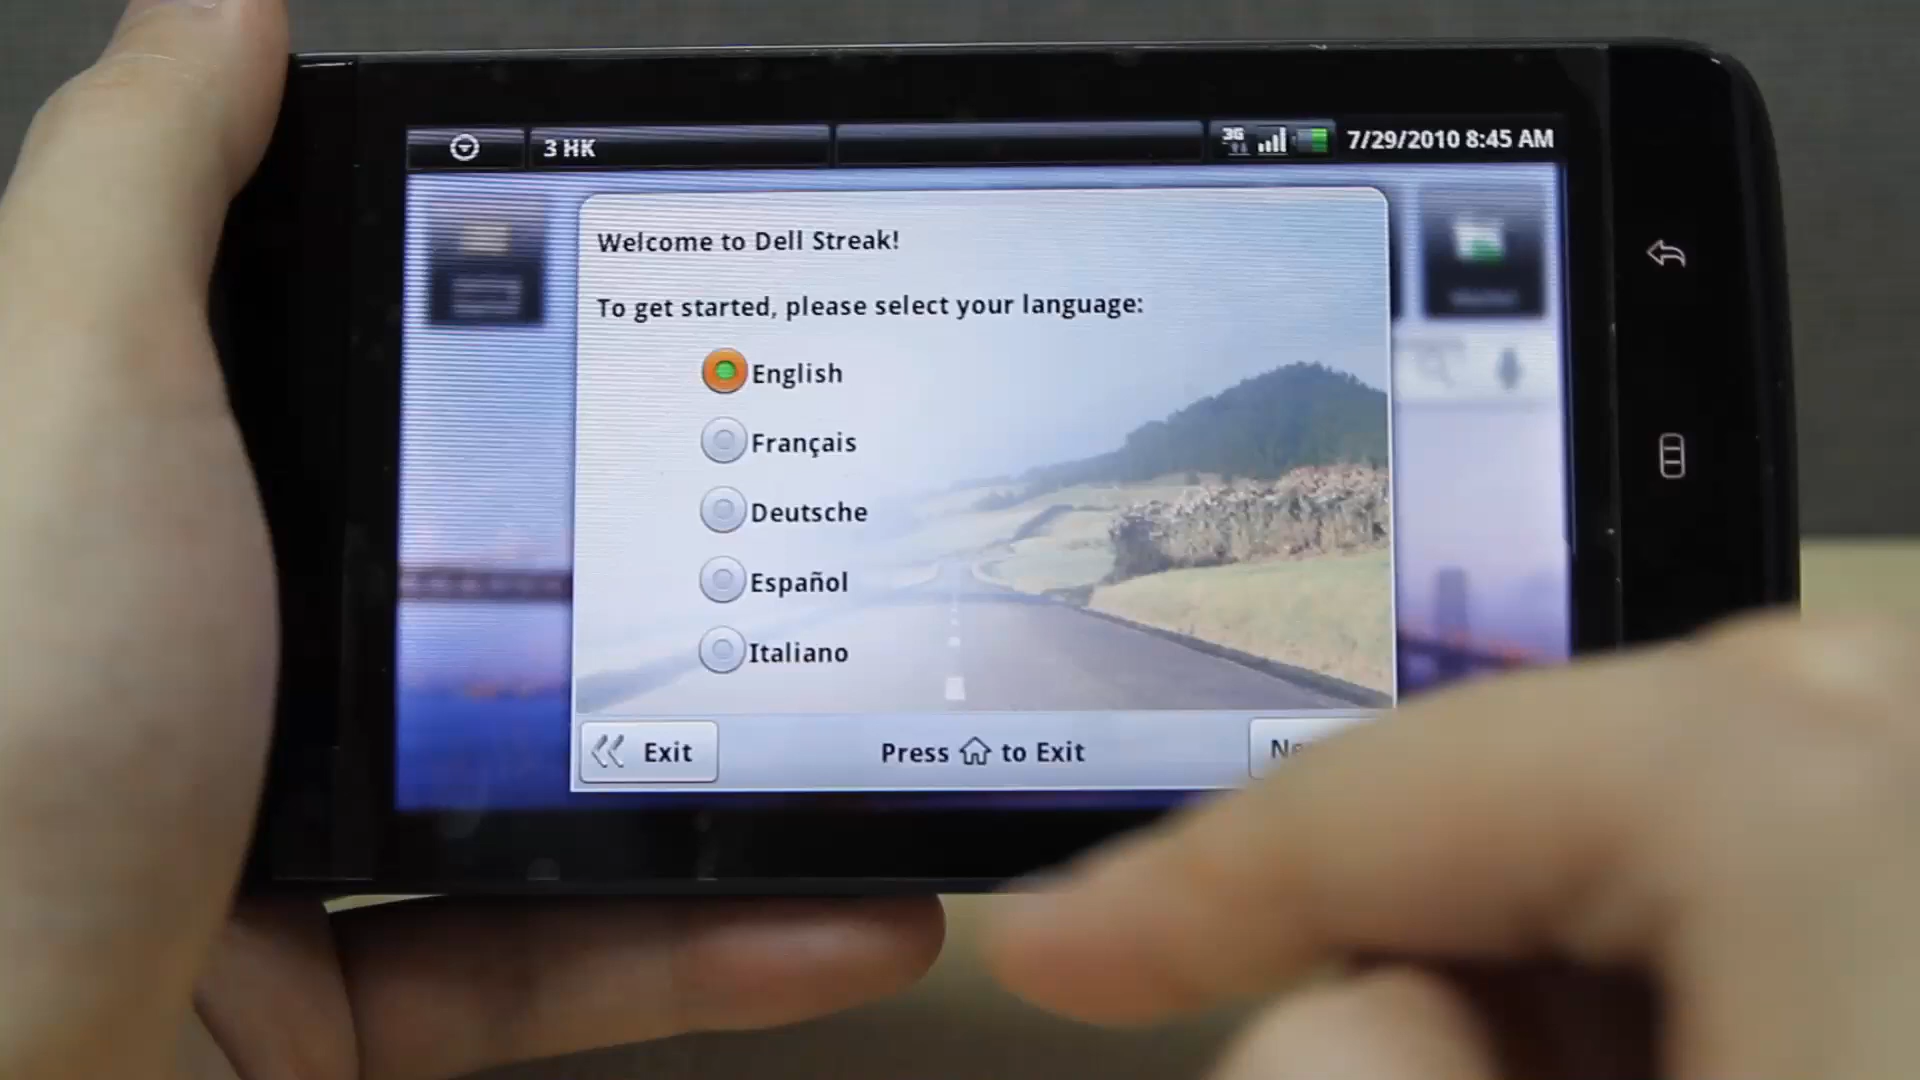 3 HK
3G
7/29/2010 8:45 AM
Welcome to Dell Streak!
To get started, please select your language:
English
Français
Deutsche
Español
Italiano
Exit
Press to Exit